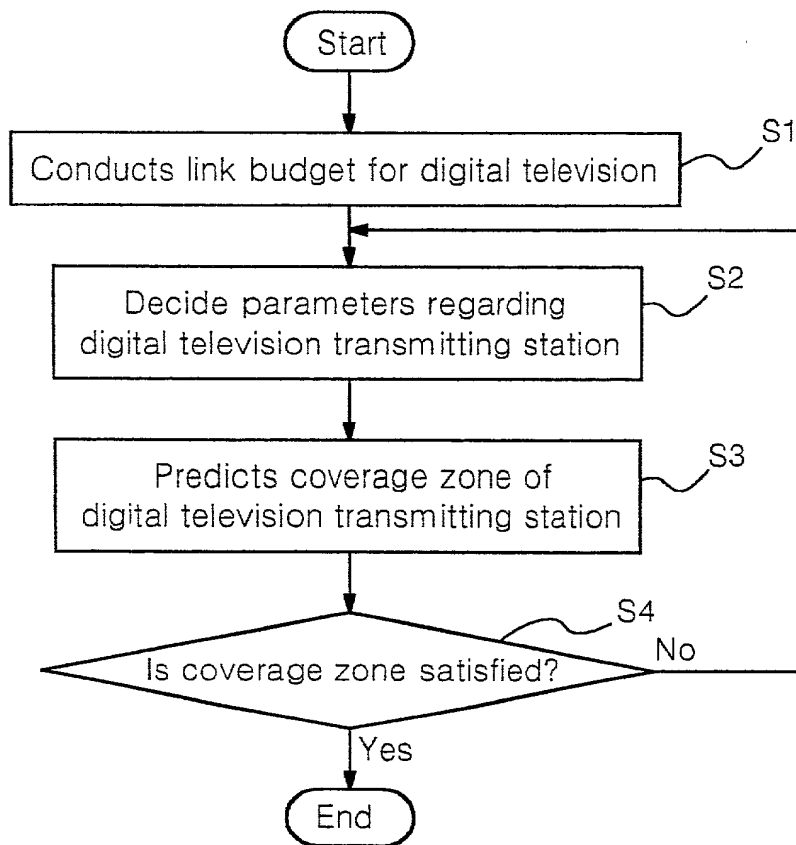 Start
S1
Conducts link budget for digital television
S2
Decide parameters regarding
digital television transmitting station
S3
Predicts coverage zone of
digital television transmitting station
S4
Is coverage zone satisfied?
No
Yes
End